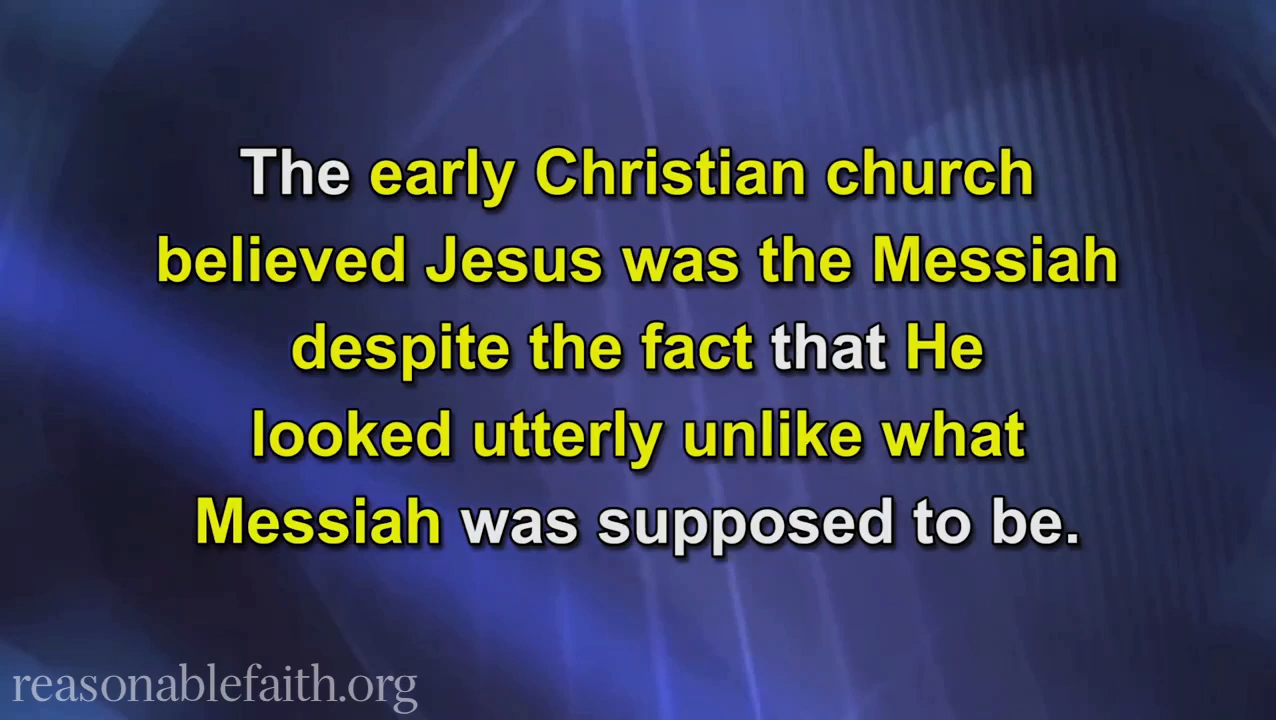 The early Christian church
believed Jesus was the Messiah
despite the fact that He
looked utterly unlike what
Messiah was supposed to be.
reasonablefaith.org